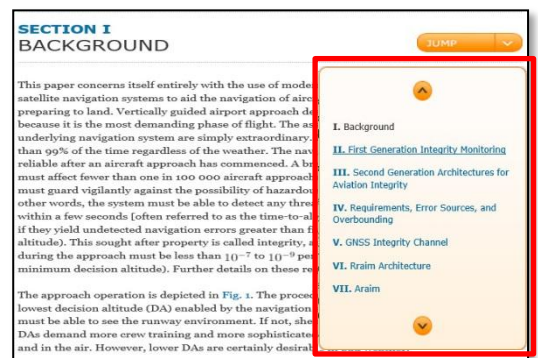 SECTION I
BACKGROUND
JUMP
This paper concerns itself entirely with the use of mode
satellite navigation systems to aid the navigation of airc
preparing to land. Vertically guided airport approach de
because it is the most demanding phase of flight. The as
underlying navigation system are simply extraordinary.
than 99% of the time regardless of the weather. The nav
reliable after an aircraft approach has commenced. A br
must affect fewer than one in 100 000 aircraft approach
must guard vigilantly against the possibility of hazardou
other words, the system must be able to detect any threa
within a few seconds [often referred to as the time-to-al
if they yield undetected navigation errors greater than f
altitude). This sought after property is called integrity, a
during the approach must be less than 10⁻⁷ to 10⁻⁹ per
minimum decision altitude). Further details on these re
The approach operation is depicted in Fig. 1. The proced
lowest decision altitude (DA) enabled by the navigation
must be able to see the runway environment. If not, she
DAs demand more crew training and more sophisticate
and in the air. However, lower DAs are certainly desirab
I. Background
II. First Generation Integrity Monitoring
III. Second Generation Architectures for
Aviation Integrity
IV. Requirements, Error Sources, and
Overbounding
V. GNSS Integrity Channel
VI. Rraim Architecture
VII. Araim